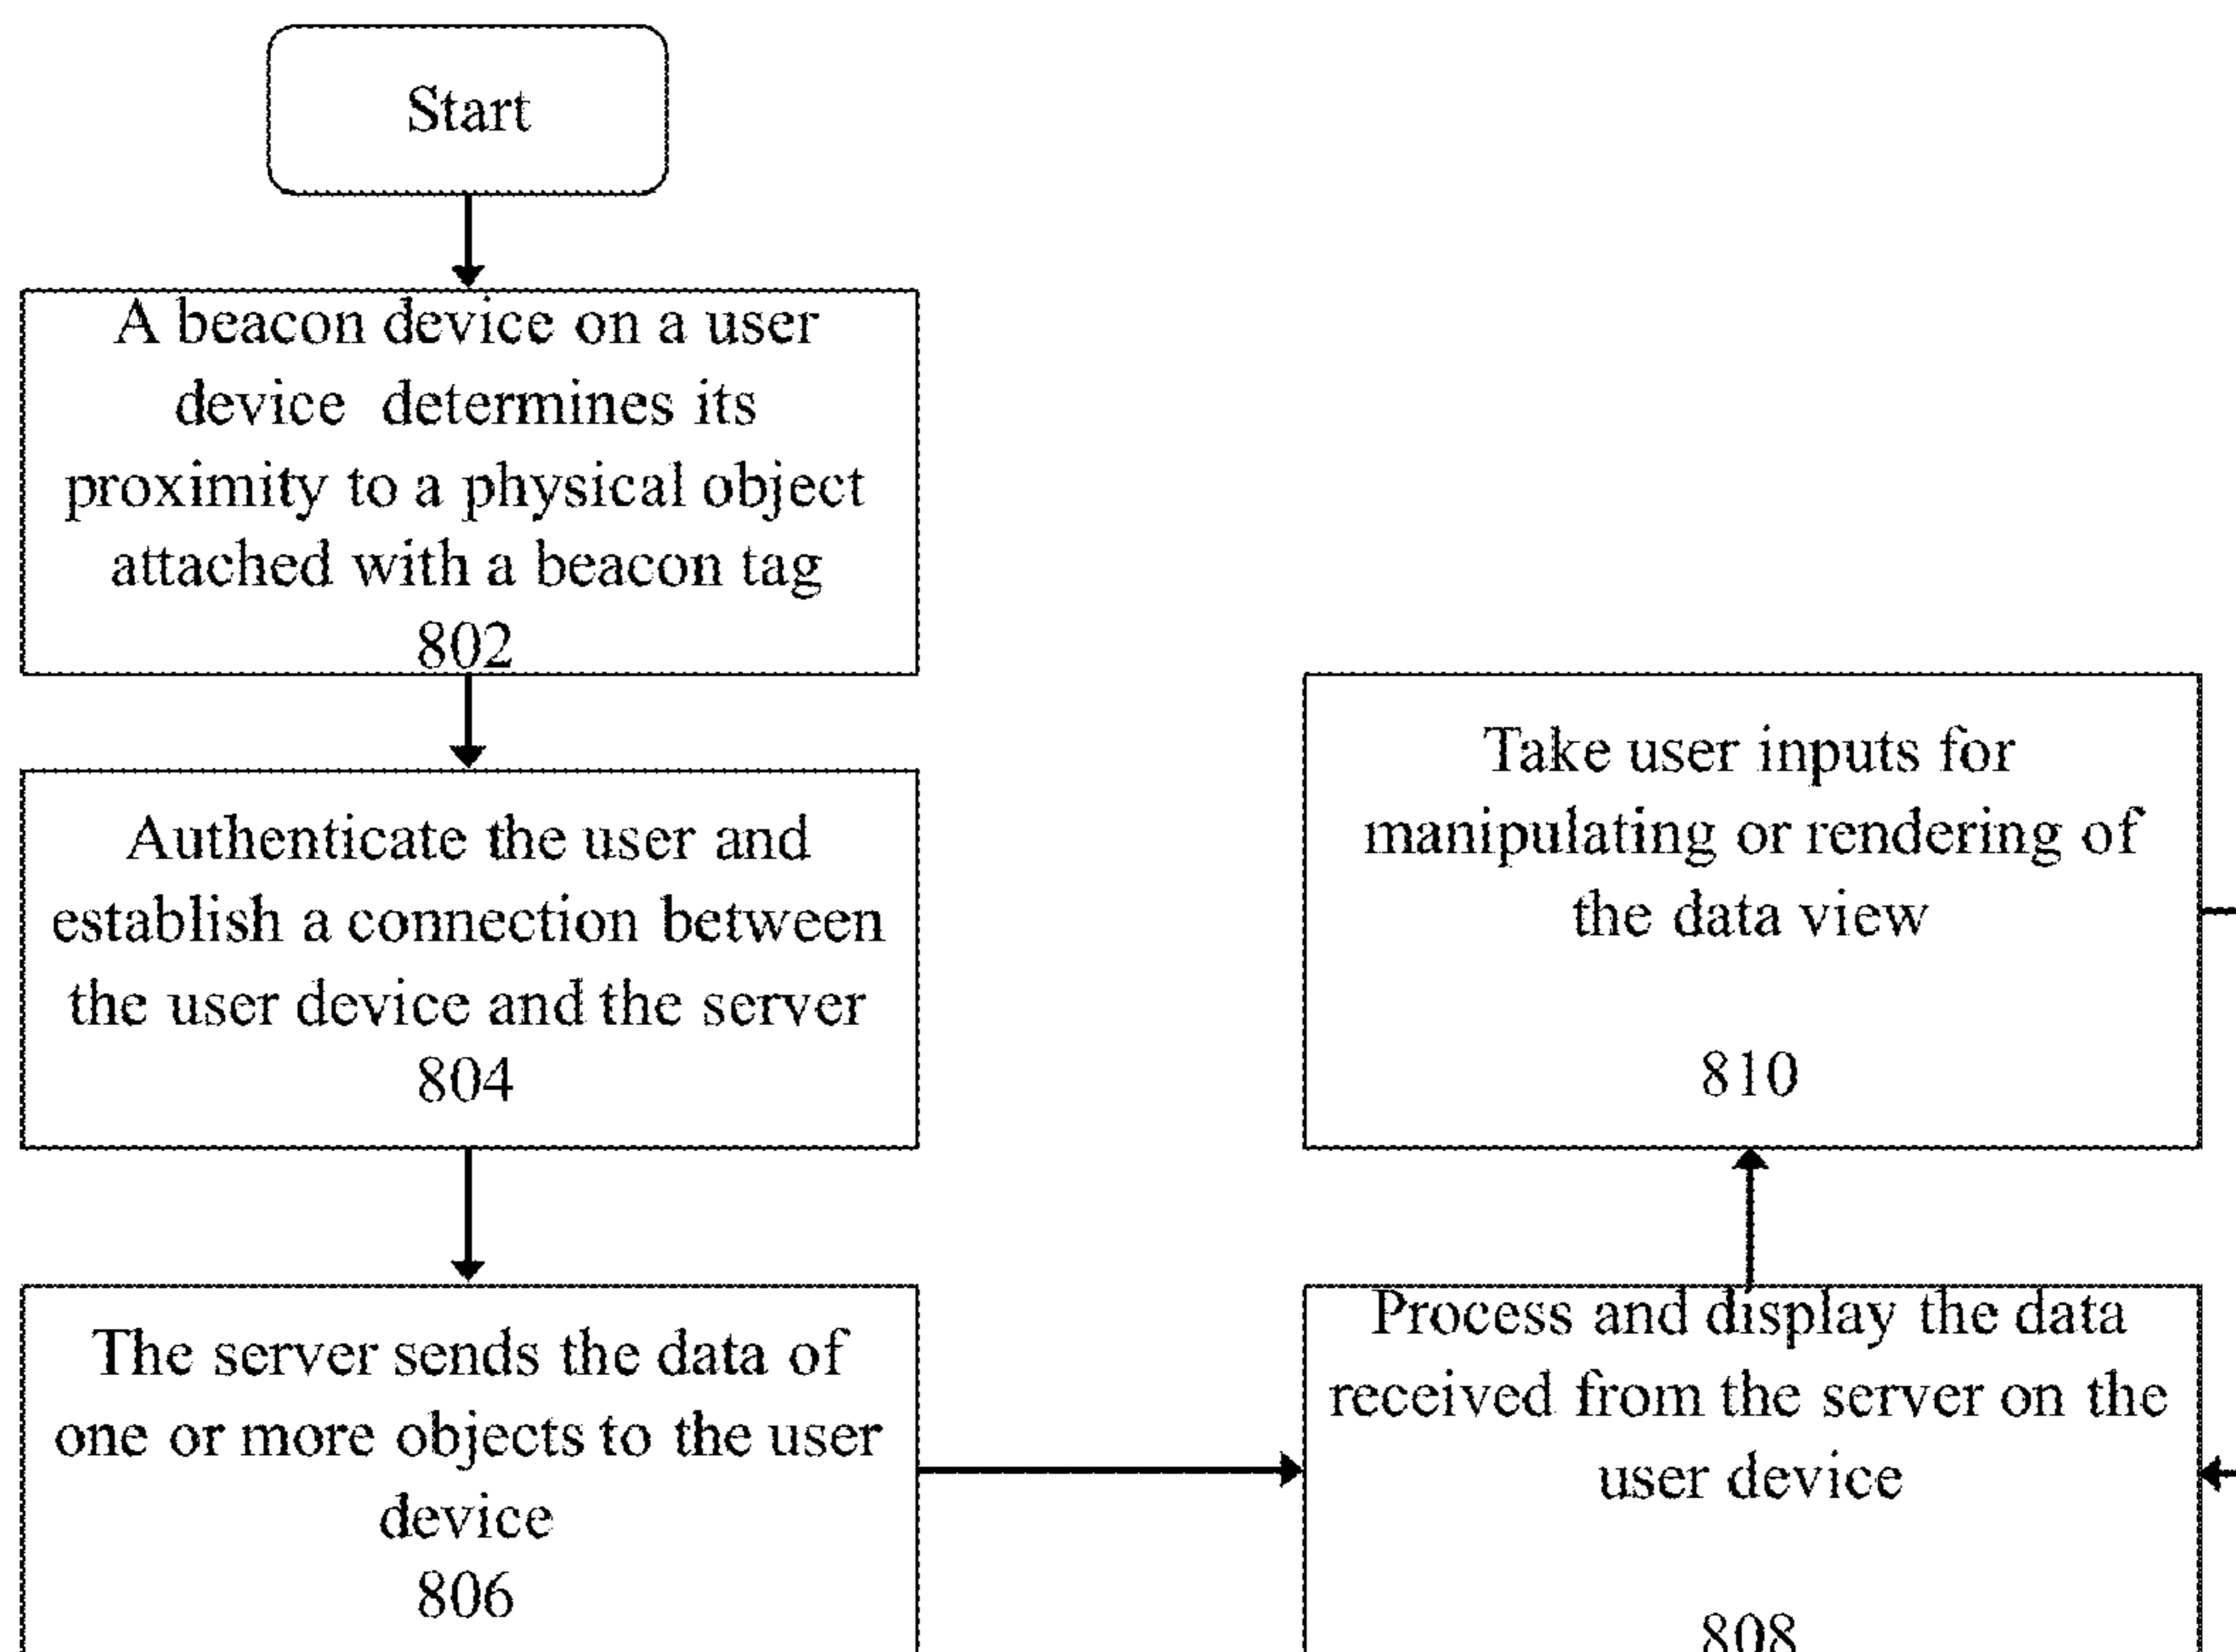 Start
A beacon device on a user
device determines its
proximity to a physical object
attached with a beacon tag
802
Authenticate the user and
establish a connection between
the user device and the server
804
The server sends the data of
one or more objects to the user
device
806
Process and display the data
received from the server on the
user device
808
Take user inputs for
manipulating or rendering of
the data view
810